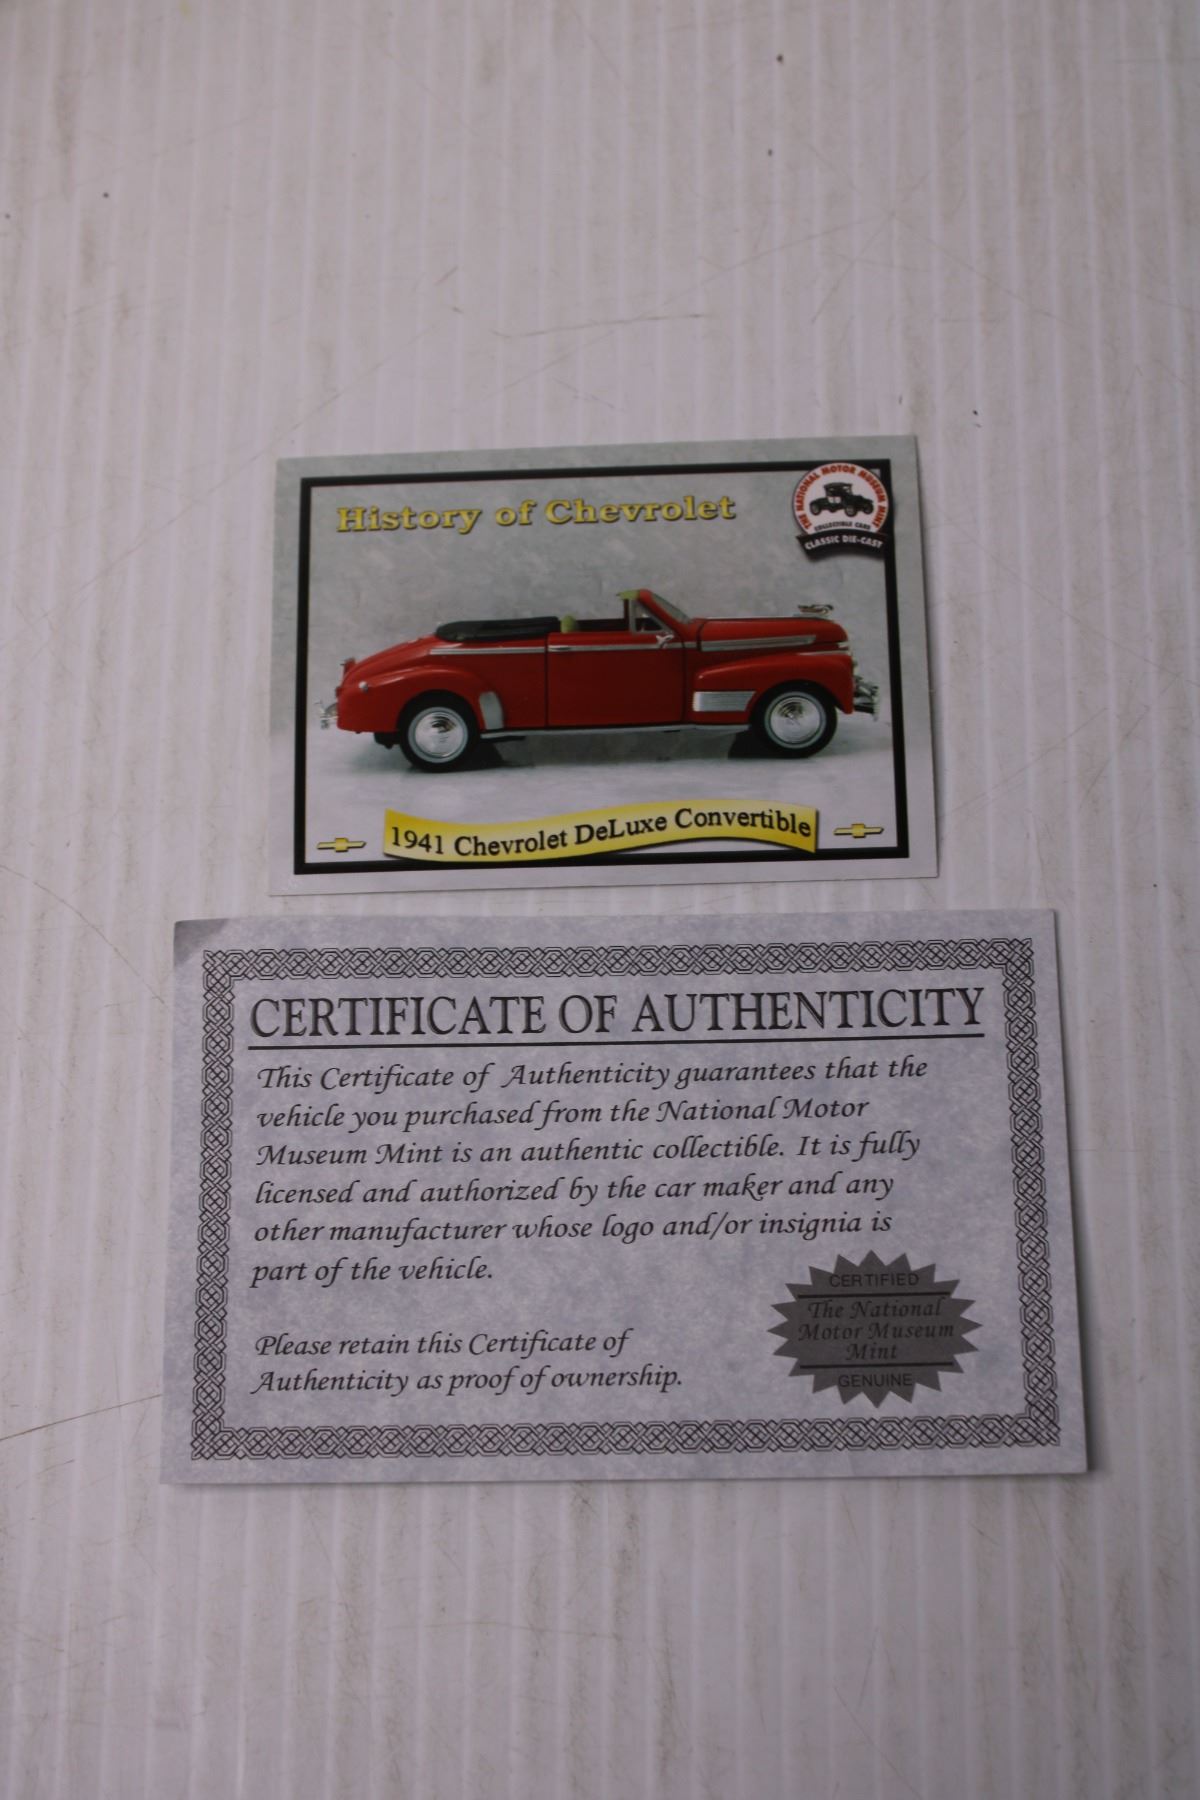 History of Chevrolet
THE NATIONAL MOTOR MUSEUM MINT
COLLECTIBLE CARS
CLASSIC DIE-CAST
1941 Chevrolet DeLuxe Convertible
CERTIFICATE OF AUTHENTICITY
This Certificate of Authenticity guarantees that the
vehicle you purchased from the National Motor
Museum Mint is an authentic collectible. It is fully
licensed and authorized by the car maker and any
other manufacturer whose logo and/or insignia is
part of the vehicle.
Please retain this Certificate of
Authenticity as proof of ownership.
CERTIFIED
The National
Motor Museum
Mint
GENUINE